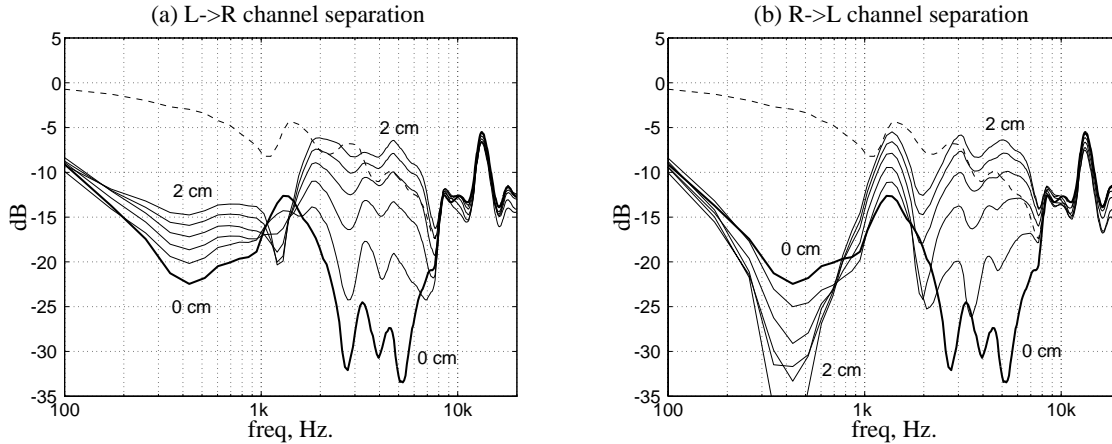 (a) L->R channel separation
5
0
-5
-10
-15
-20
-25
-30
-35
dB
100
1k
10k
freq, Hz.
2 cm
2 cm
0 cm
0 cm
(b) R->L channel separation
5
0
-5
-10
-15
-20
-25
-30
-35
dB
100
1k
10k
freq, Hz.
2 cm
0 cm
0 cm
2 cm